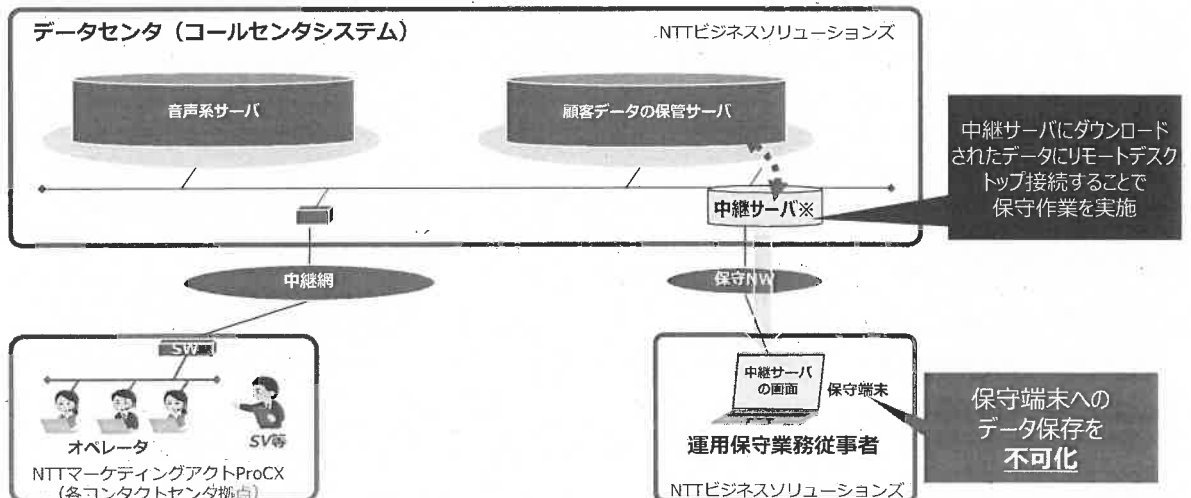 データセンタ（コールセンタシステム）
NTTビジネスソリューションズ
音声系サーバ
顧客データの保管サーバ
中継サーバにダウンロード
されたデータにリモートデスク
トップ接続することで
保守作業を実施
中継サーバ※
中継網
保守NW
SW
中継サーバ
の画面
保守端末
保守端末への
データ保存を
不可化
オペレータ
SV等
運用保守業務従事者
NTTマーケティングアクトProCX
（各コンタクトセンタ拠点）
NTTビジネスソリューションズ